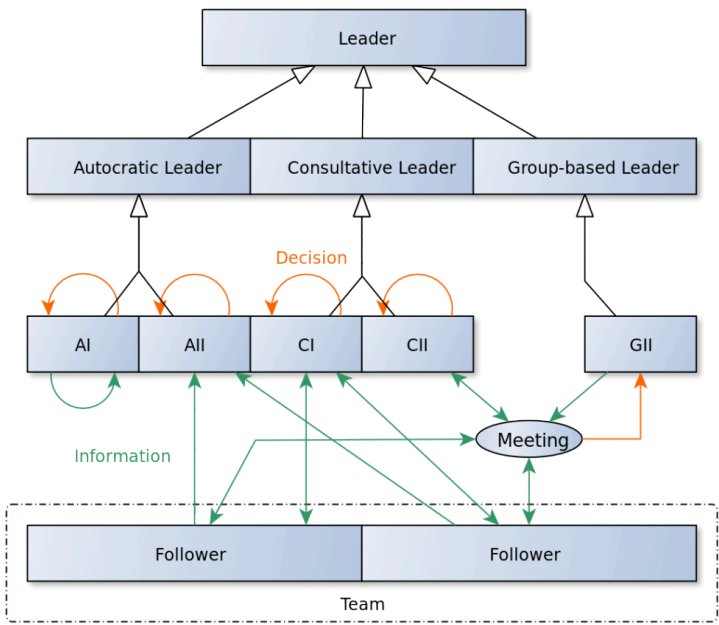 Leader
Autocratic Leader
Consultative Leader
Group-based Leader
Decision
AI
AII
CI
CII
GII
Meeting
Information
Follower
Follower
Team